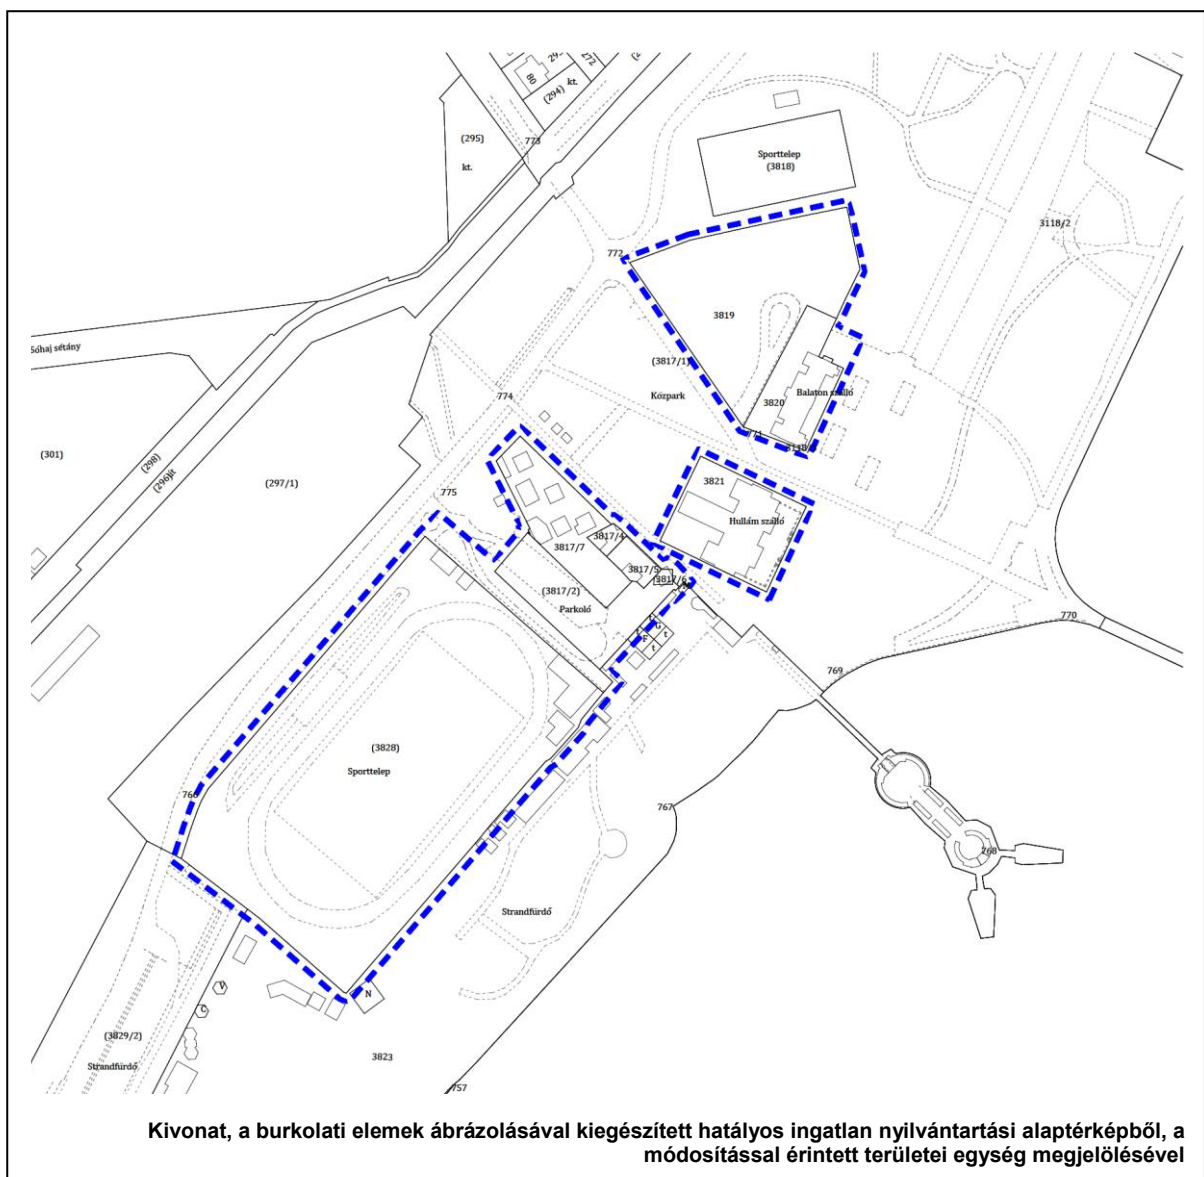 80
kt.
(294)
(295)
773
kt.
Sporttelep
(3818)
3118/2
772
3819
Sóhaj sétány
(3817/1)
Közpark
Balaton szálló
3820
774
(301)
(298)
(297/1)
775
3821
Hullám szálló
3817/4
3817/7
3817/5
(3817/6
(3817/2)
Parkoló
G
t
F
t
770
769
(3828)
Sporttelep
766
767
768
Strandfürdő
N
V
C
(3829/2)
Strandfürdő
3823
757
Kivonat, a burkolati elemek ábrázolásával kiegészített hatályos ingatlan nyilvántartási alaptérképből, a
módosítással érintett területei egység megjelölésével